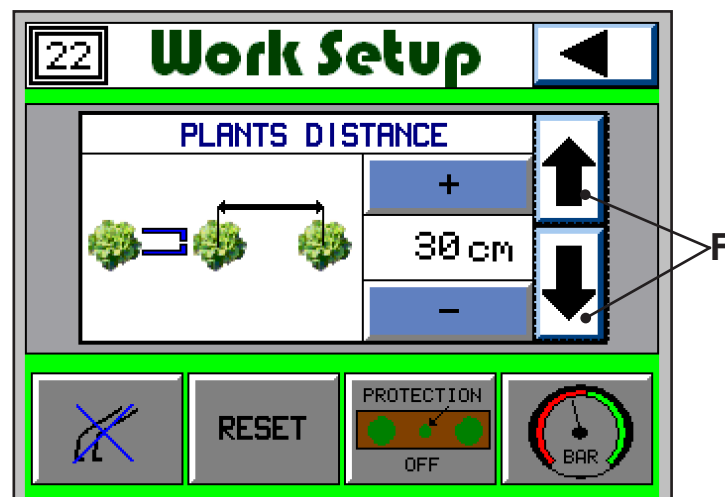 22 Work Setup
PLANTS DISTANCE
+
30 cm
-
RESET
PROTECTION
OFF
BAR
F